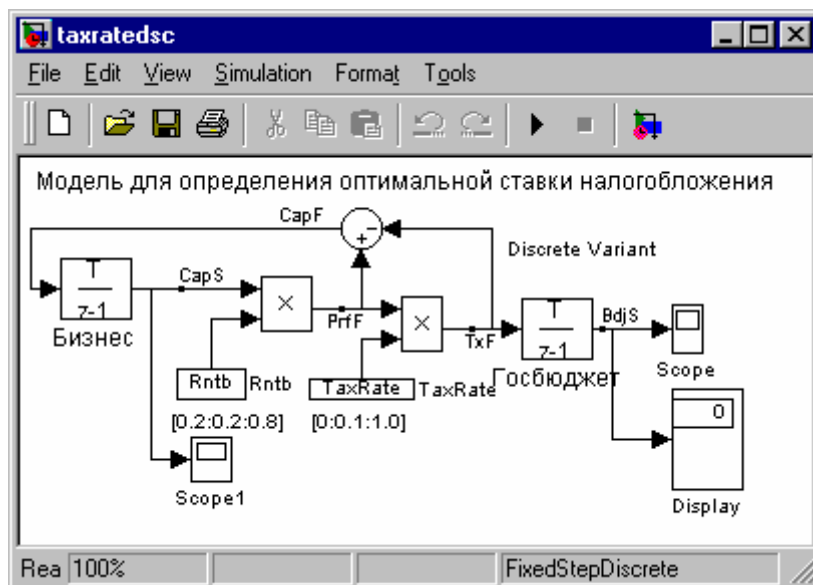 taxratedsc
File Edit View Simulation Format Tools
Модель для определения оптимальной ставки налогобложения
CapF
+ -
Discrete Variant
T
z-1
Бизнес
CapS
×
PrfF
×
TxF
T
z-1
Госбюджет
BdjS
Scope
Rntb Rntb
TaxRate TaxRate
[0.2:0.2:0.8] [0:0.1:1.0]
Scope1
0
Display
Rea 100% FixedStepDiscrete